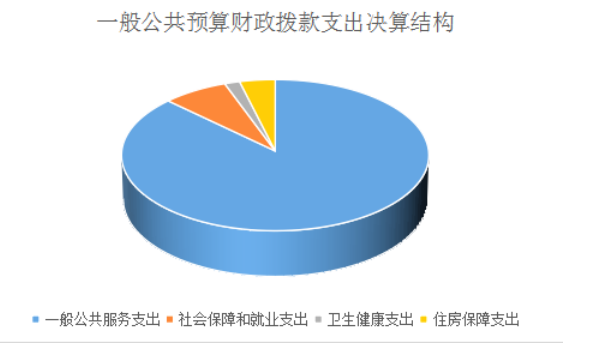 一般公共预算财政拨款支出决算结构
一般公共服务支出 社会保障和就业支出 卫生健康支出 住房保障支出